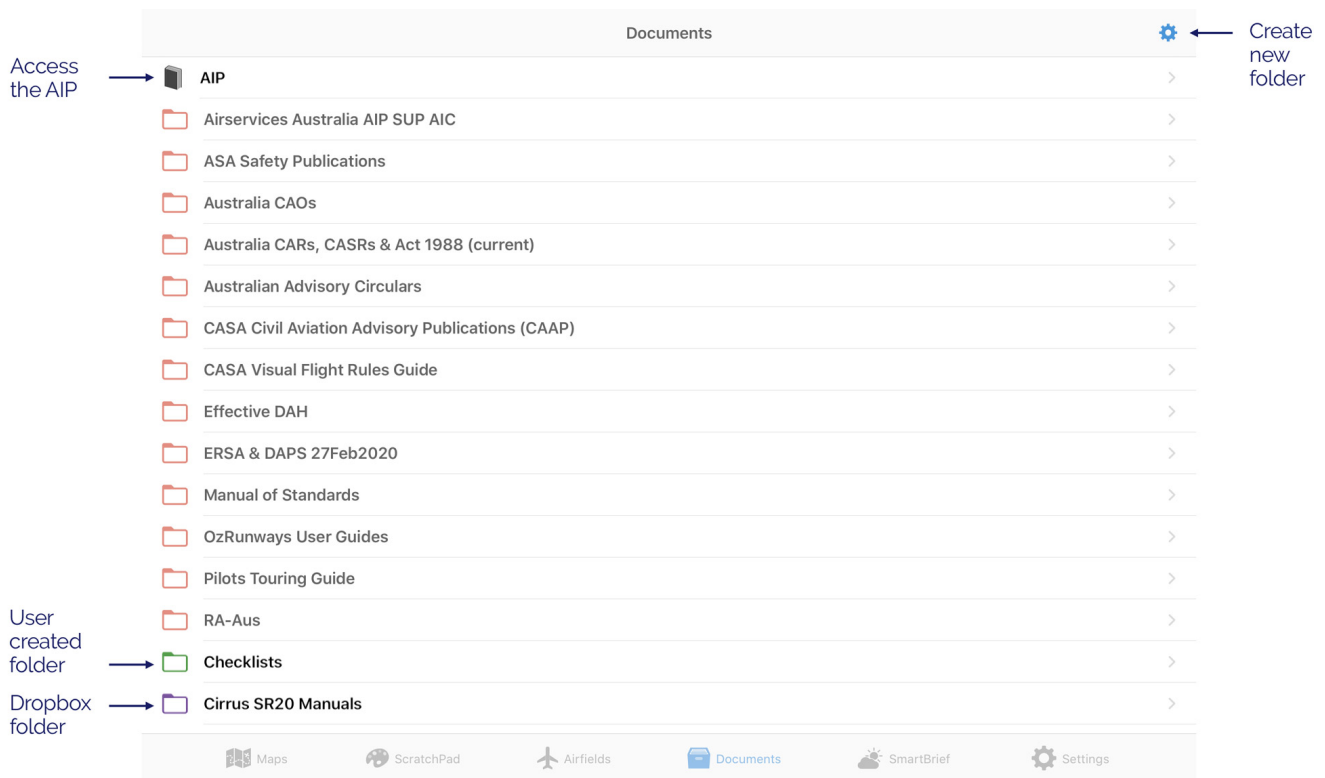 Documents
Create
new
folder
Access
the AIP
AIP
Airservices Australia AIP SUP AIC
ASA Safety Publications
Australia CAOs
Australia CARs, CASRs & Act 1988 (current)
Australian Advisory Circulars
CASA Civil Aviation Advisory Publications (CAAP)
CASA Visual Flight Rules Guide
Effective DAH
ERSA & DAPS 27Feb2020
Manual of Standards
OzRunways User Guides
Pilots Touring Guide
RA-Aus
User
created
folder
Checklists
Dropbox
folder
Cirrus SR20 Manuals
Maps
ScratchPad
Airfields
Documents
SmartBrief
Settings